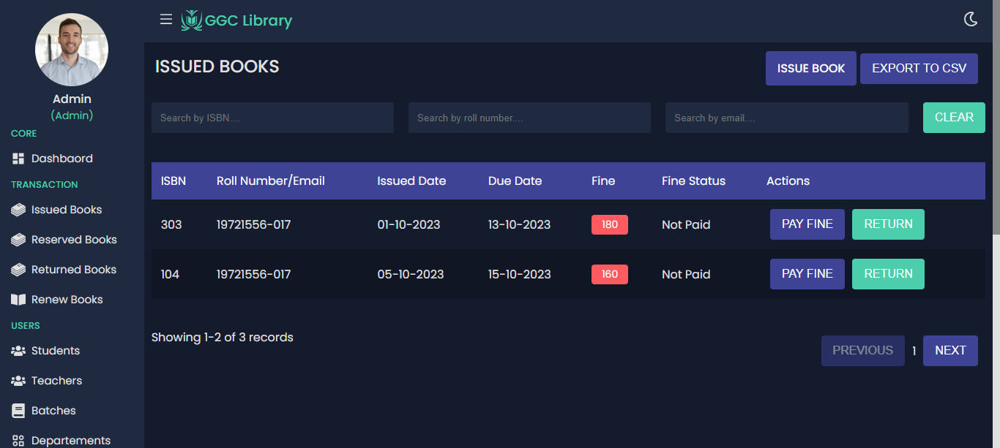 GGC Library
Admin
(Admin)
CORE
Dashbaord
TRANSACTION
Issued Books
Reserved Books
Returned Books
Renew Books
USERS
Students
Teachers
Batches
Departements
ISSUED BOOKS
ISSUE BOOK EXPORT TO CSV
Search by ISBN.... Search by roll number.... Search by email.... CLEAR
ISBN Roll Number/Email Issued Date Due Date Fine Fine Status Actions
303 19721556-017 01-10-2023 13-10-2023 180 Not Paid PAY FINE RETURN
104 19721556-017 05-10-2023 15-10-2023 160 Not Paid PAY FINE RETURN
Showing 1-2 of 3 records
PREVIOUS 1 NEXT